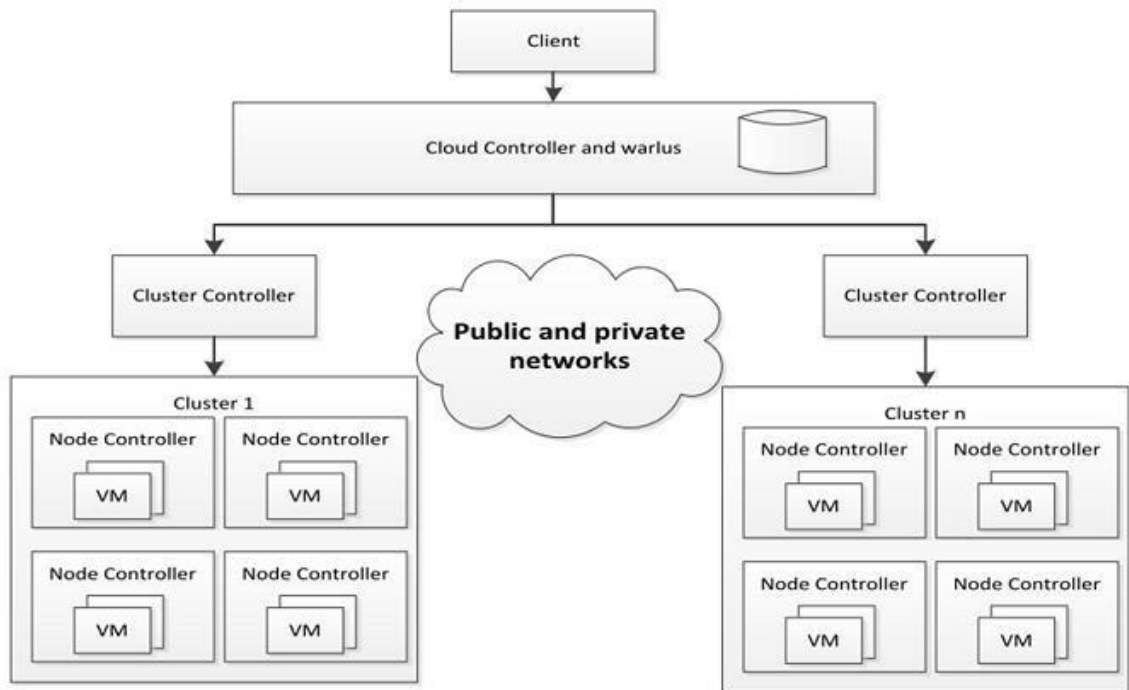 Client
Cloud Controller and warlus
Cluster Controller
Cluster Controller
Public and private
networks
Cluster 1
Node Controller
VM
Node Controller
VM
Node Controller
VM
Node Controller
VM
Cluster n
Node Controller
VM
Node Controller
VM
Node Controller
VM
Node Controller
VM